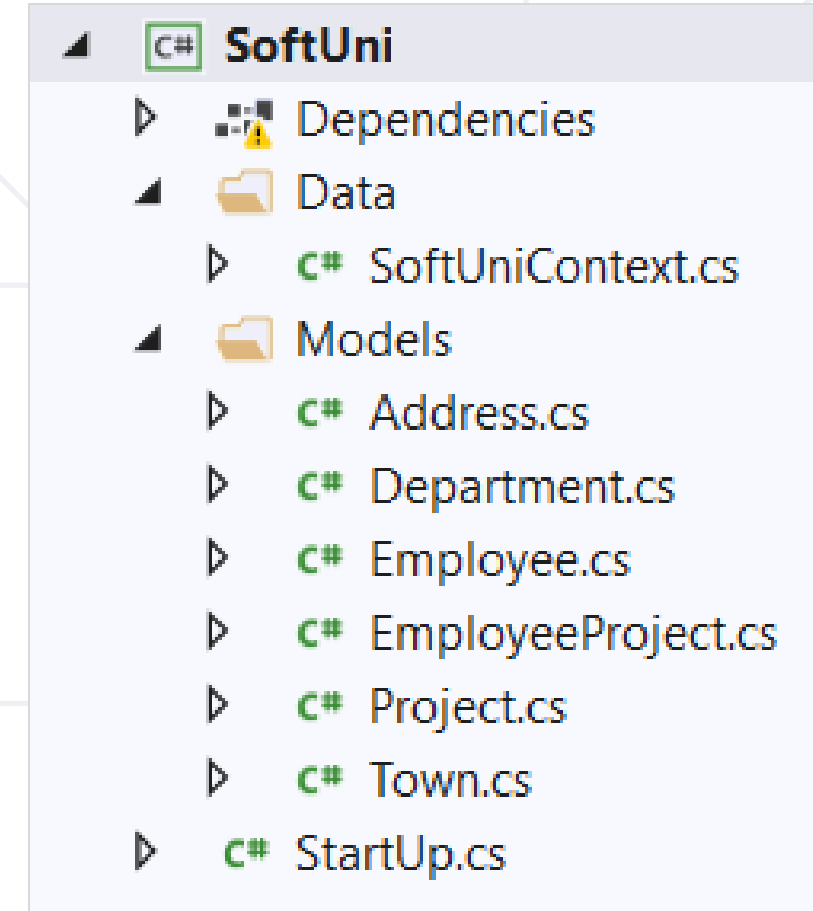 C# SoftUni
Dependencies
Data
C# SoftUniContext.cs
Models
C# Address.cs
C# Department.cs
C# Employee.cs
C# EmployeeProject.cs
C# Project.cs
C# Town.cs
C# StartUp.cs